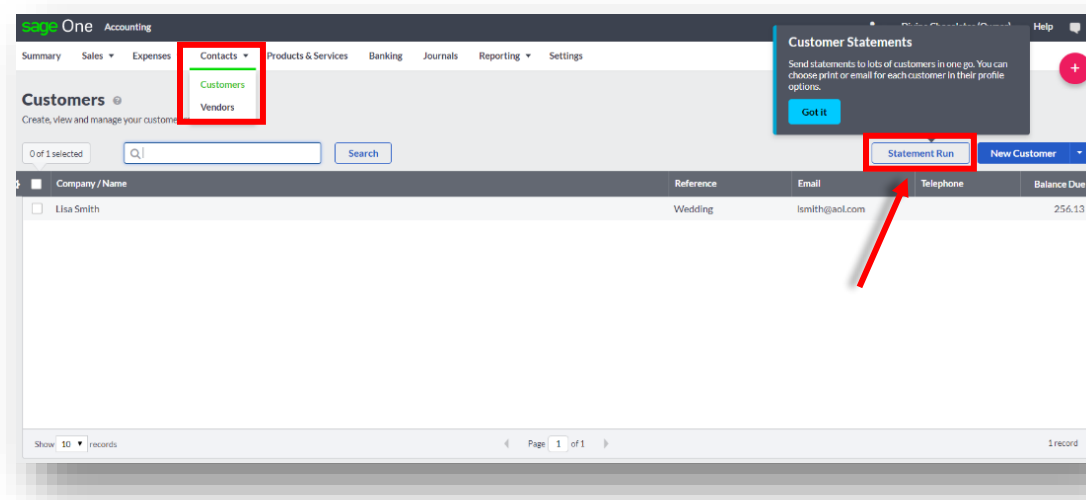 sage One Accounting
Help
Summary Sales Expenses Contacts Products & Services Banking Journals Reporting Settings
Customer Statements
Send statements to lots of customers in one go. You can
choose print or email for each customer in their profile
options.
Got it
+
Customers
Vendors
Customers
Create, view and manage your custome
0 of 1 selected
Search
Statement Run
New Customer
Company / Name Reference Email Telephone Balance Due
Lisa Smith Wedding lsmith@aol.com 256.13
Show 10 records
Page 1 of 1
1 record